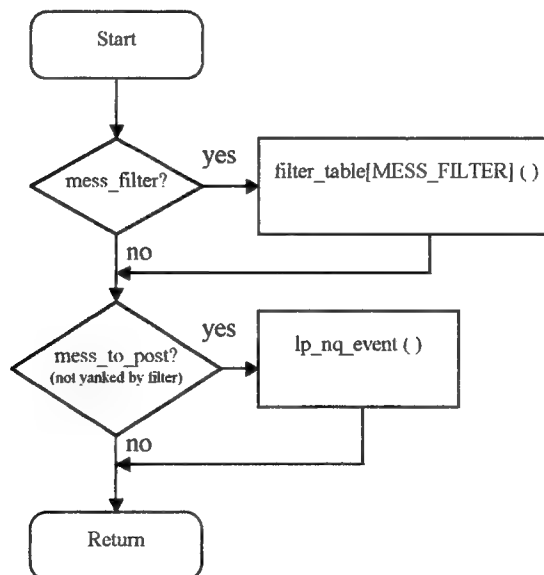 Start
yes
mess_filter?
filter_table[MESS_FILTER] ( )
no
yes
mess_to_post?
(not yanked by filter)
lp_nq_event ( )
no
Return